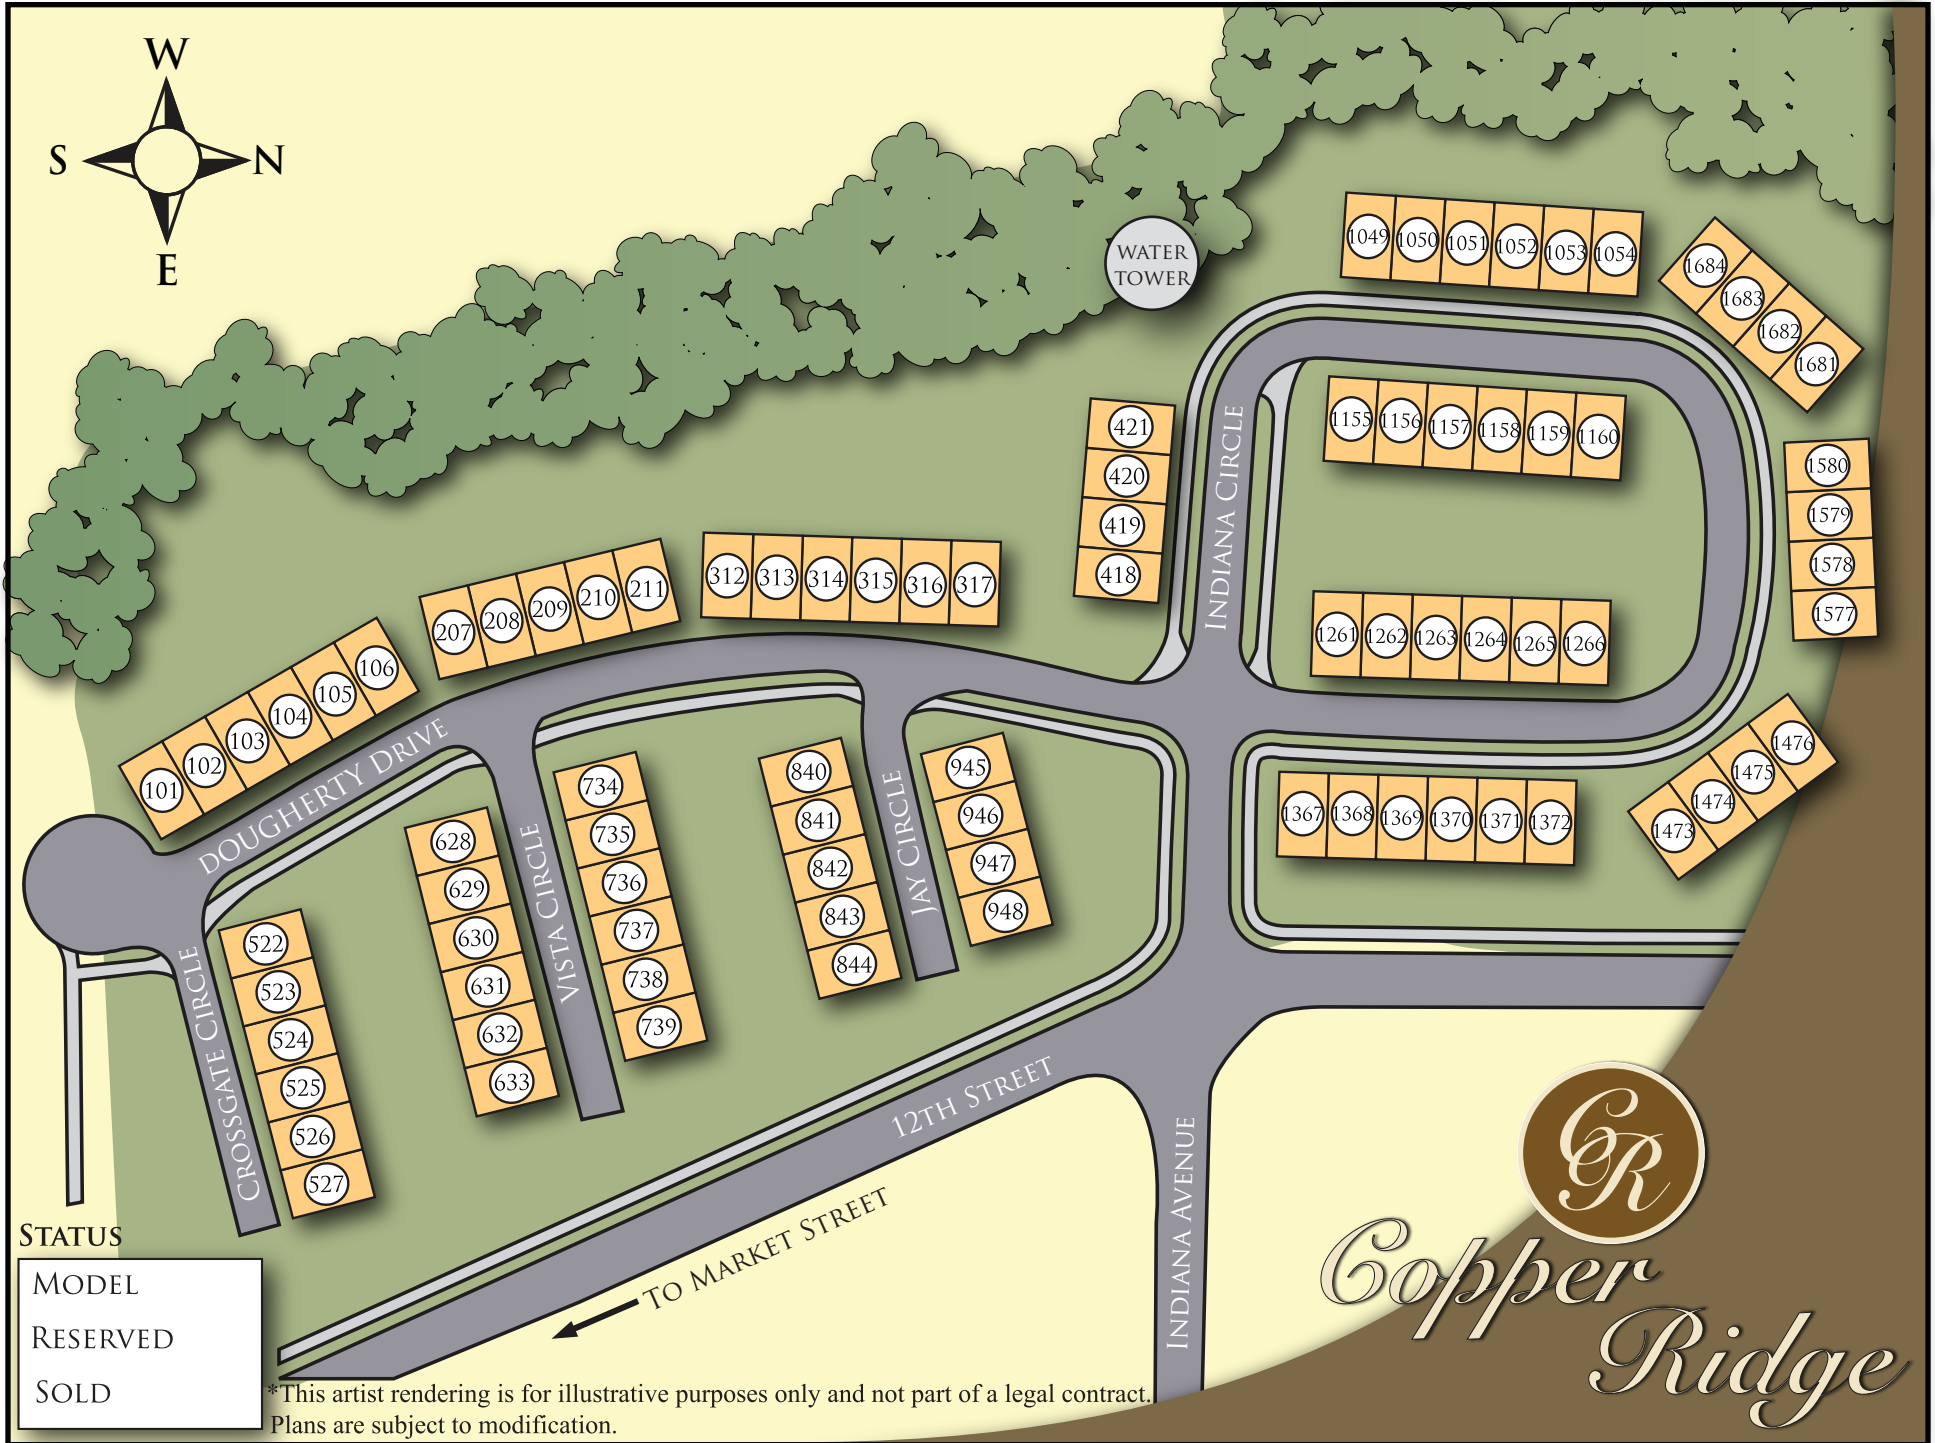 W
S
N
E
WATER
TOWER
1049 1050 1051 1052 1053 1054
1684
1683
1682
1681
1155 1156 1157 1158 1159 1160
421
420
419
418
INDIANA CIRCLE
1580
1579
1578
1577
312 313 314 315 316 317
207 208 209 210 211
101 102 103 104 105 106
1261 1262 1263 1264 1265 1266
DOUGHERTY DRIVE
1367 1368 1369 1370 1371 1372
1473 1474 1475 1476
734
735
736
737
738
739
840
841
842
843
844
JAY CIRCLE
945
946
947
948
628
629
630
631
632
633
VISTA CIRCLE
522
523
524
525
526
527
CROSSGATE CIRCLE
12TH STREET
INDIANA AVENUE
TO MARKET STREET
CR
Copper
Ridge
STATUS
MODEL
RESERVED
SOLD
*This artist rendering is for illustrative purposes only and not part of a legal contract.
Plans are subject to modification.